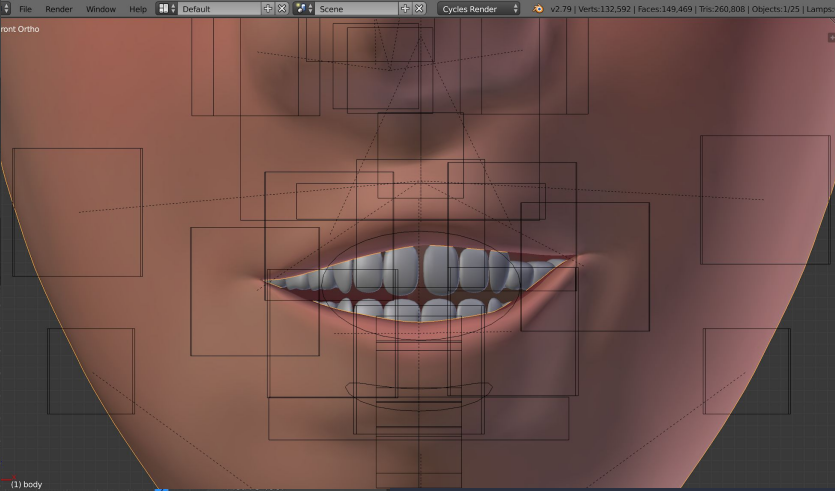 File Render Window Help Default Scene Cycles Render v2.79 | Verts:132,592 | Faces:149,469 | Tris:260,808 | Objects:1/25 | Lamps:
ront Ortho
(1) body